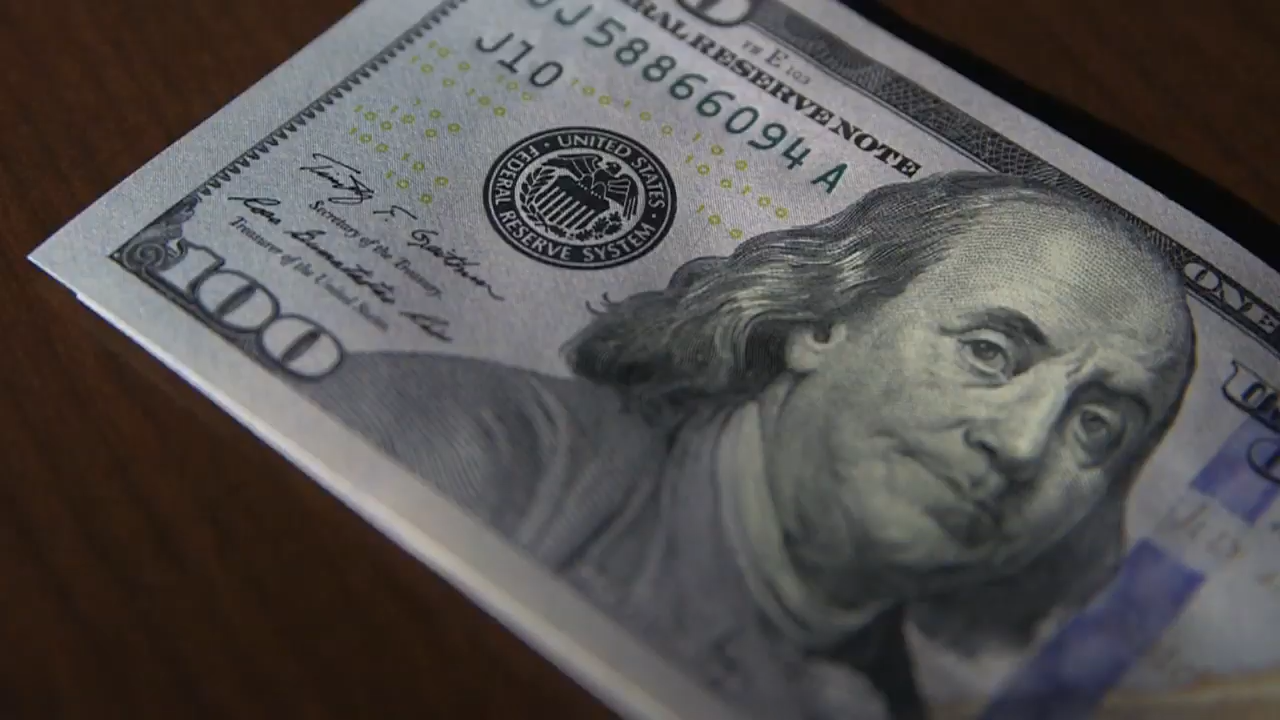 J58866094 A
J10
RESERVE NOTE
FEDERAL RESERVE SYSTEM
UNITED STATES
Secretary of the Treasury.
Treasurer of the United States.
100
ONE